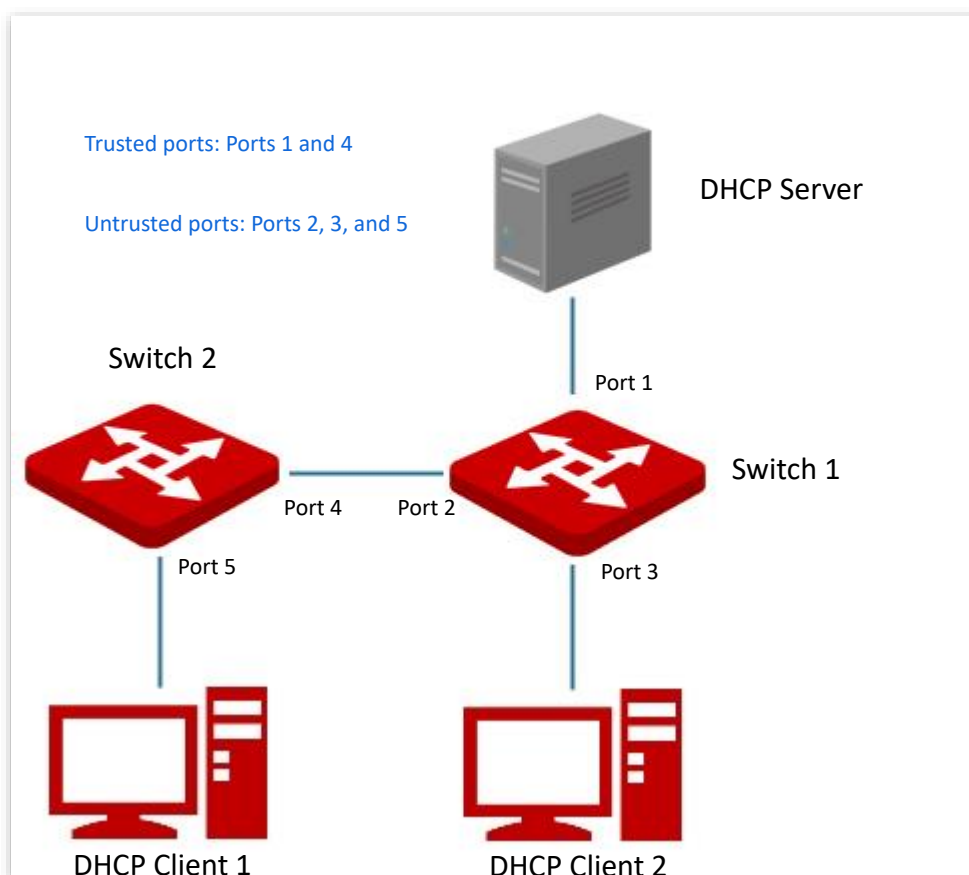 Trusted ports: Ports 1 and 4
DHCP Server
Untrusted ports: Ports 2, 3, and 5
Switch 2
Port 1
Switch 1
Port 4
Port 2
Port 5
Port 3
DHCP Client 1
DHCP Client 2